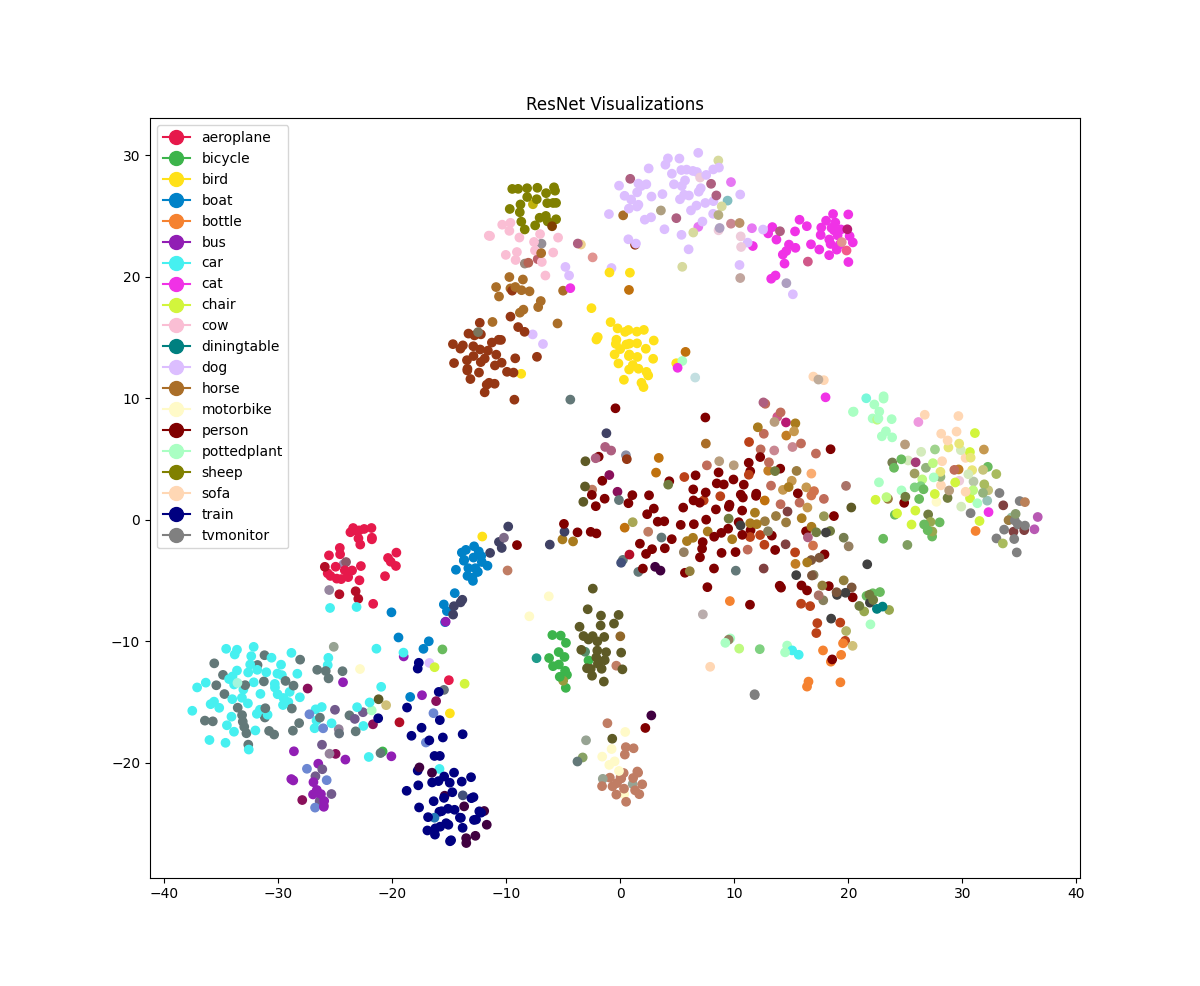 ResNet Visualizations
aeroplane
bicycle
bird
boat
bottle
bus
car
cat
chair
cow
diningtable
dog
horse
motorbike
person
pottedplant
sheep
sofa
train
tvmonitor
30
20
10
0
−10
−20
−40 −30 −20 −10 0 10 20 30 40